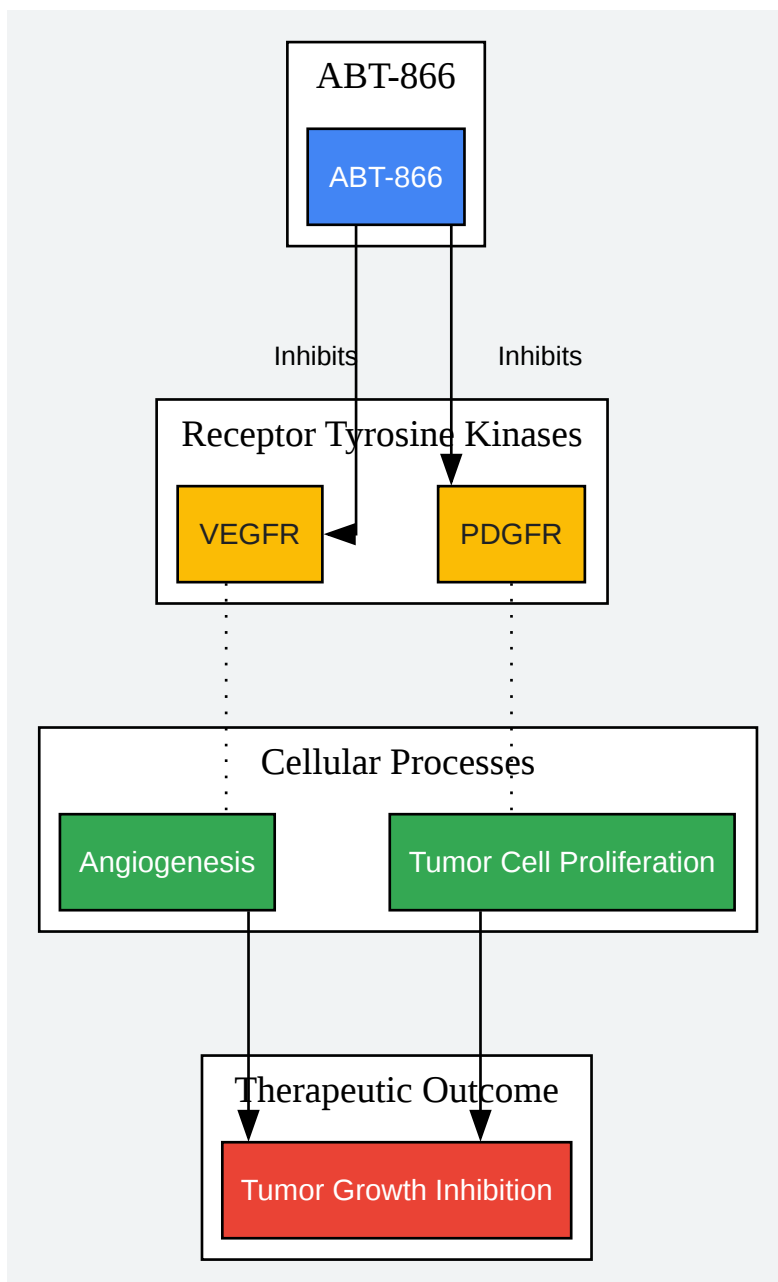 ABT-866
ABT-866
Inhibits
Inhibits
Receptor Tyrosine Kinases
VEGFR
PDGFR
Cellular Processes
Angiogenesis
Tumor Cell Proliferation
Therapeutic Outcome
Tumor Growth Inhibition